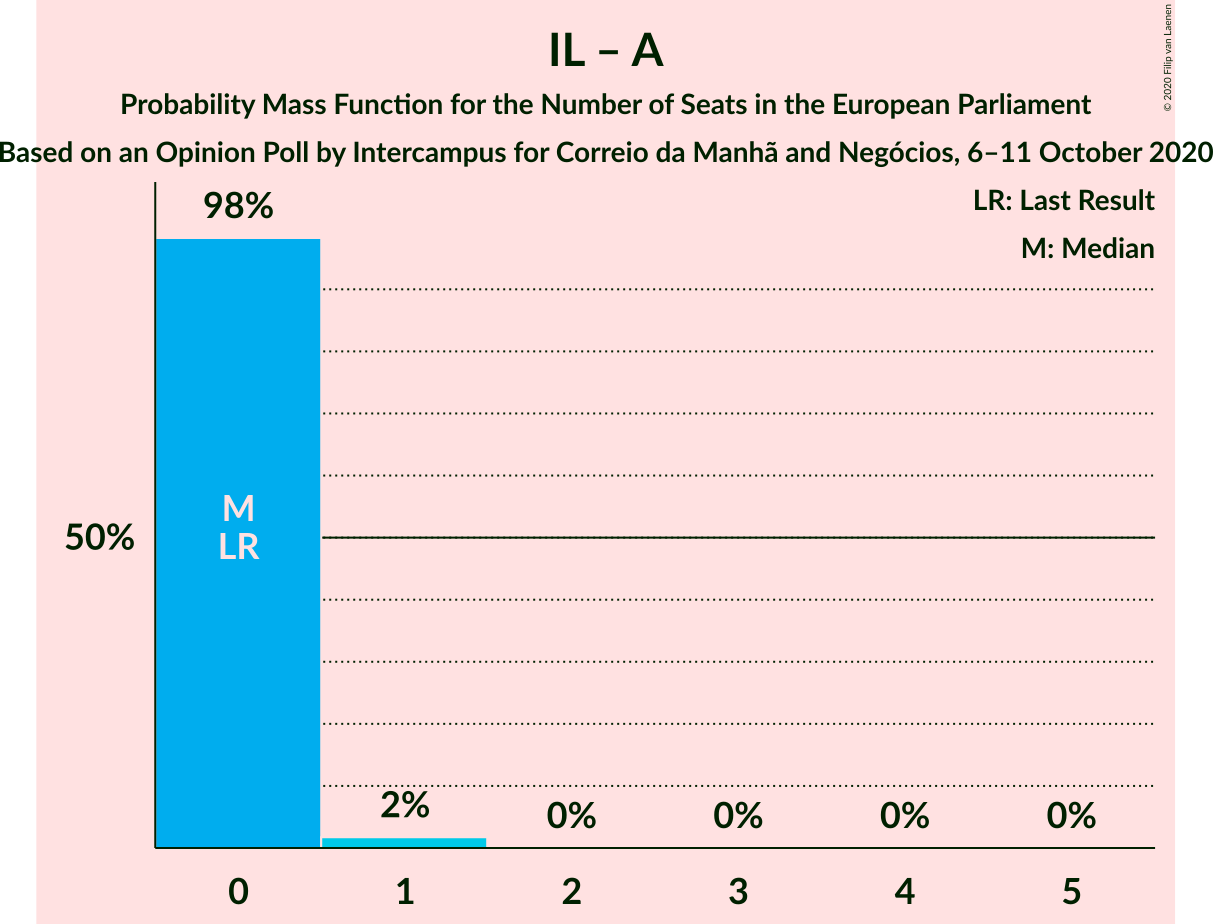 IL – A
Probability Mass Function for the Number of Seats in the European Parliament
Based on an Opinion Poll by Intercampus for Correio da Manhã and Negócios, 6–11 October 2020
© 2020 Filip van Laenen
LR: Last Result
M: Median
98%
M
LR
50%
2%
0%
0%
0%
0%
0
1
2
3
4
5